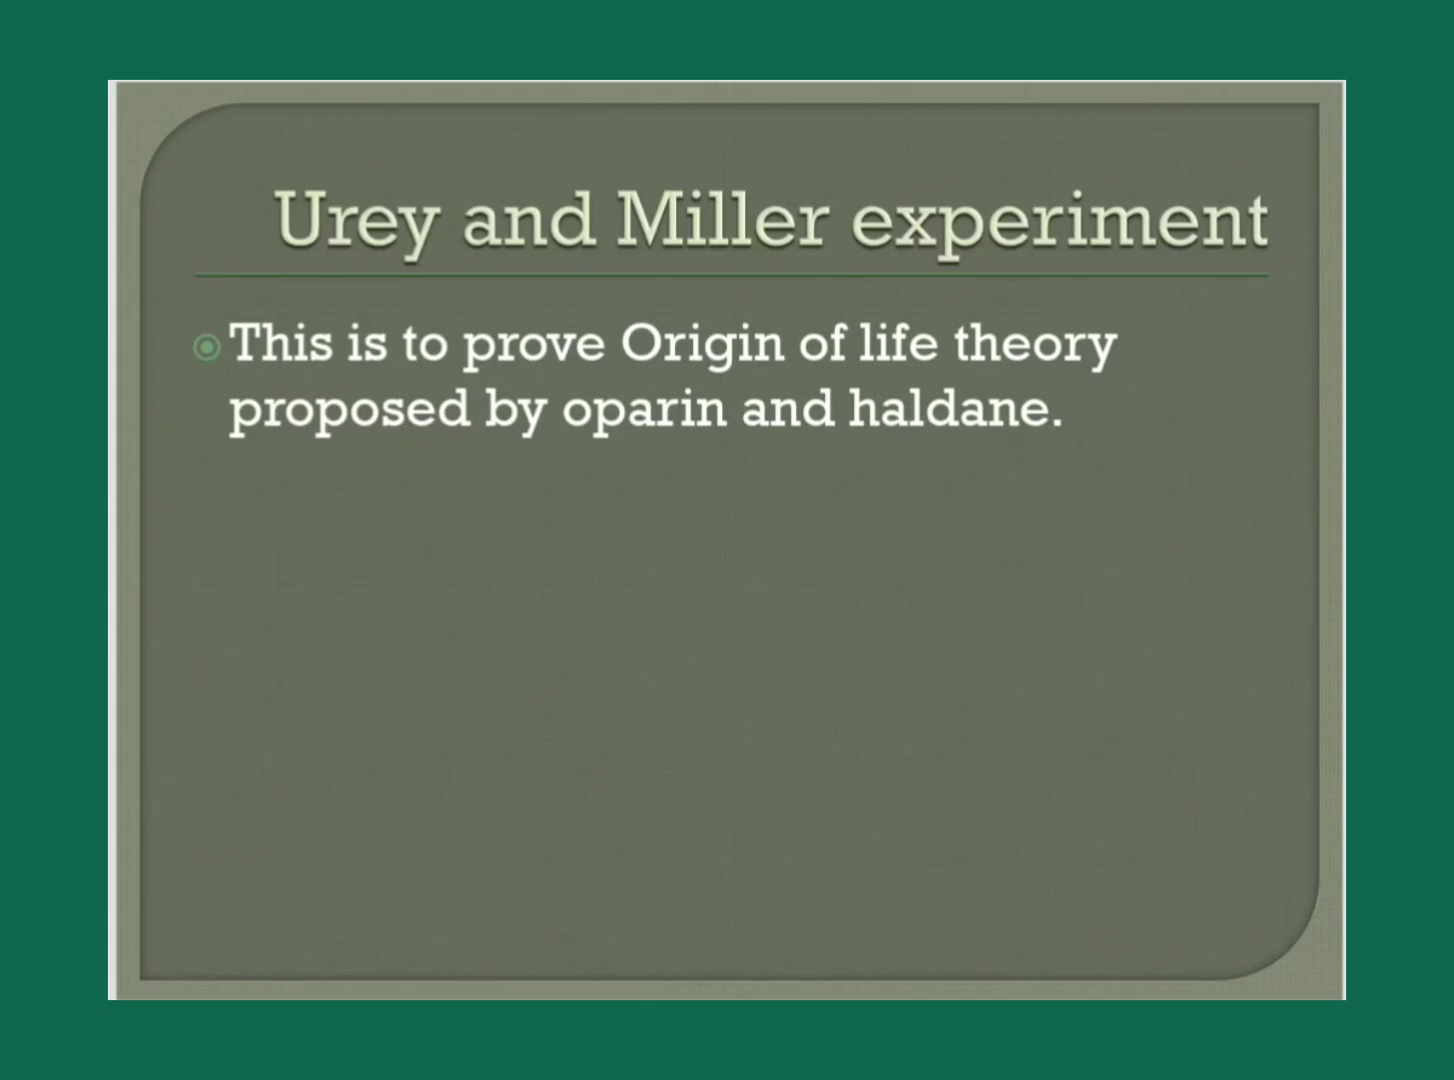 Urey and Miller experiment
This is to prove Origin of life theory
proposed by oparin and haldane.